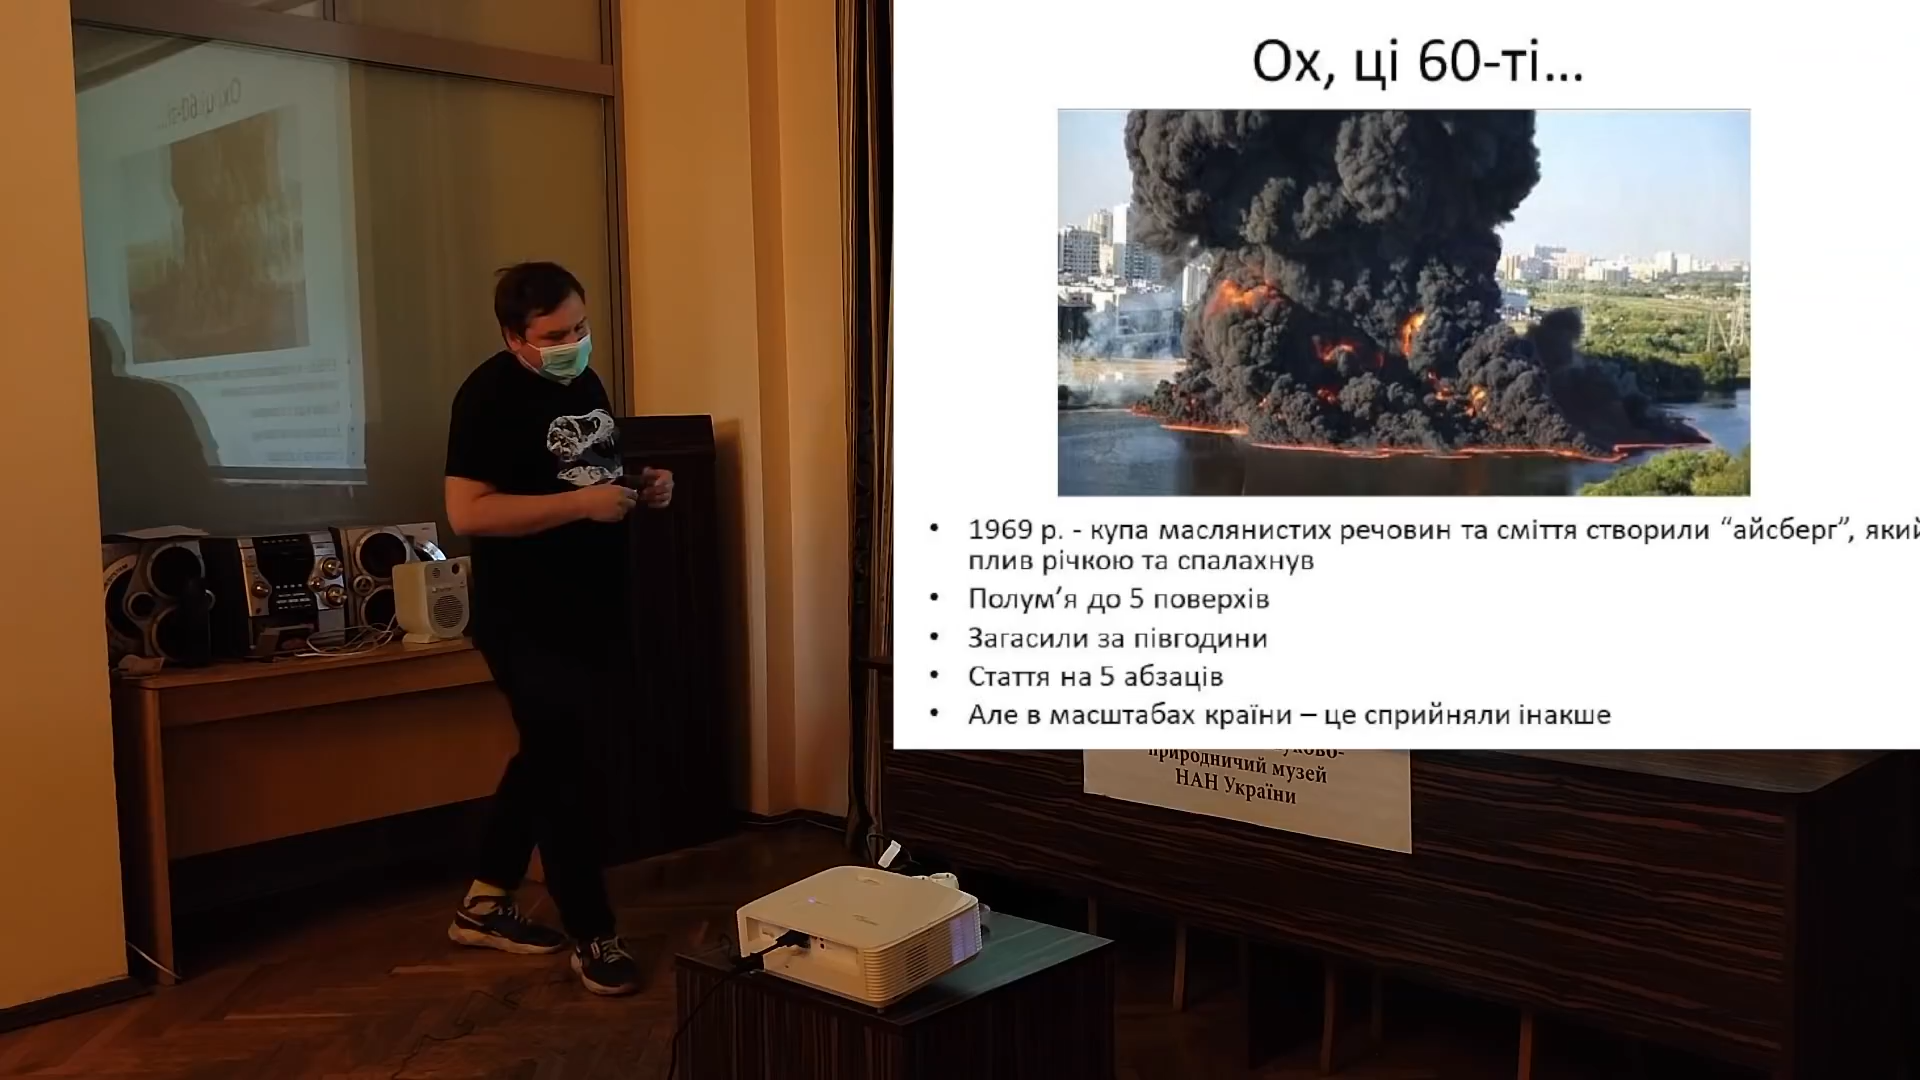 Ох, ці 60-ті...
• 1969 р. - купа маслянистих речовин та сміття створили “айсберг”, який
плив річкою та спалахнув
• Полум’я до 5 поверхів
• Загасили за півгодини
• Стаття на 5 абзаців
• Але в масштабах країни – це сприйняли інакше
природничий музей
НАН України